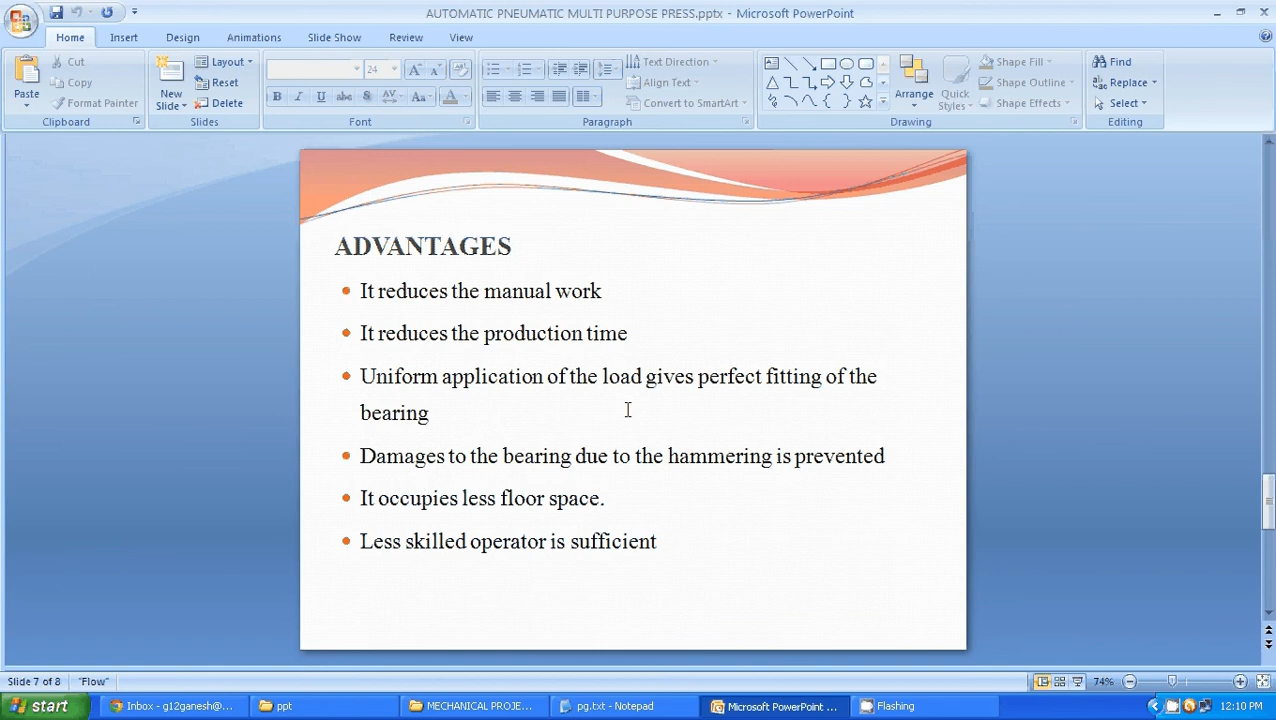 AUTOMATIC PNEUMATIC MULTI PURPOSE PRESS.pptx - Microsoft PowerPoint
Home Insert Design Animations Slide Show Review View
Cut
Copy
Format Painter
Paste
Clipboard
New
Slide
Layout
Reset
Delete
Slides
24
B I U abc S AV Aa A
Font
Text Direction
Align Text
Convert to SmartArt
Paragraph
Arrange
Quick
Styles
Shape Fill
Shape Outline
Shape Effects
Drawing
Find
Replace
Select
Editing
ADVANTAGES
It reduces the manual work
It reduces the production time
Uniform application of the load gives perfect fitting of the
bearing
Damages to the bearing due to the hammering is prevented
It occupies less floor space.
Less skilled operator is sufficient
Slide 7 of 8 "Flow" 74%
start Inbox - g12ganesh@... ppt MECHANICAL PROJE... pg.txt - Notepad Microsoft PowerPoint ... Flashing 12:10 PM